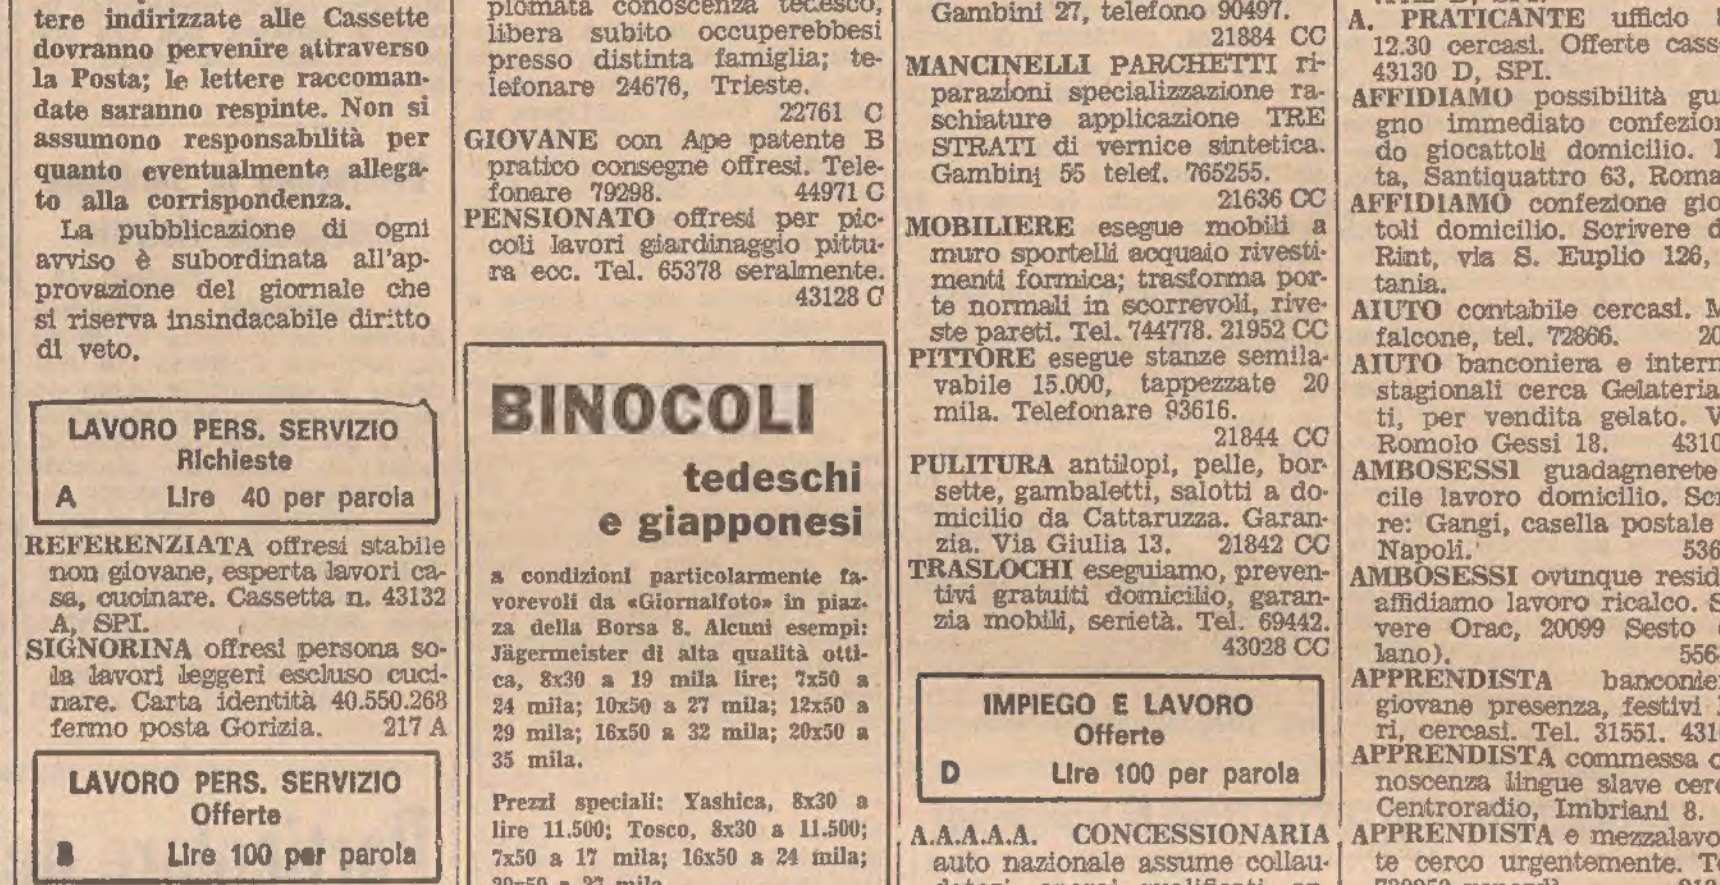 tere indirizzate alle Cassette
dovranno pervenire attraverso
la Posta; le lettere raccoman-
date saranno respinte. Non si
assumono responsabilità per
quanto eventualmente allega-
to alla corrispondenza.
La pubblicazione di ogni
avviso è subordinata all'ap-
provazione del giornale che
si riserva insindacabile diritto
di veto.
LAVORO PERS. SERVIZIO
Richieste
A Lire 40 per parola
REFERENZIATA offresi stabile
non giovane, esperta lavori ca-
sa, cucinare. Cassetta n. 43132
A, SPI.
SIGNORINA offresi persona so-
la lavori leggeri escluso cuci-
nare. Carta identità 40.550.268
fermo posta Gorizia. 217 A
LAVORO PERS. SERVIZIO
Offerte
B Lire 100 per parola
plomata conoscenza tedesco,
libera subito occuperebbesi
presso distinta famiglia; te-
lefonare 24676, Trieste.
22761 C
GIOVANE con Ape patente B
pratico consegne offresi. Tele-
fonare 79298. 44971 C
PENSIONATO offresi per pic-
coli lavori giardinaggio pittu-
ra ecc. Tel. 65378 seralmente.
43128 C
BINOCOLI
tedeschi
e giapponesi
a condizioni particolarmente fa-
vorevoli da «Giornalfoto» in piaz-
za della Borsa 8. Alcuni esempi:
Jägermeister di alta qualità otti-
ca, 8x30 a 19 mila lire; 7x50 a
24 mila; 10x50 a 27 mila; 12x50 a
29 mila; 16x50 a 32 mila; 20x50 a
35 mila.
Prezzi speciali: Yashica, 8x30 a
lire 11.500; Tosco, 8x30 a 11.500;
7x50 a 17 mila; 16x50 a 24 mila;
Gambini 27, telefono 90497.
21884 CC
MANCINELLI PARCHETTI ri-
parazioni specializzazione ra-
schiature applicazione TRE
STRATI di vernice sintetica.
Gambini 55 telef. 765255.
21636 CC
MOBILIERE esegue mobili a
muro sportelli acquaio rivesti-
menti formica; trasforma por-
te normali in scorrevoli, rive-
ste pareti. Tel. 744778. 21952 CC
PITTORE esegue stanze semila-
vabile 15.000, tappezzate 20
mila. Telefonare 93616.
21844 CC
PULITURA antilopi, pelle, bor-
sette, gambaletti, salotti a do-
micilio da Cattaruzza. Garan-
zia. Via Giulia 13. 21842 CC
TRASLOCHI eseguiamo, preven-
tivi gratuiti domicilio, garan-
zia mobili, serietà. Tel. 69442.
43028 CC
IMPIEGO E LAVORO
Offerte
D Lire 100 per parola
A.A.A.A.A. CONCESSIONARIA
auto nazionale assume collau-
A. PRATICANTE ufficio
12.30 cercasi. Offerte cass
43130 D, SPI.
AFFIDIAMO possibilità gu
gno immediato confezion
do giocattoli domicilio.
ta, Santiquattro 63, Roma
AFFIDIAMO confezione gio
toli domicilio. Scrivere d
Rint, via S. Euplio 126,
tania.
AIUTO contabile cercasi. M
falcone, tel. 72866. 20
AIUTO banconiera e intern
stagionali cerca Gelateria
ti, per vendita gelato. V
Romolo Gessi 18. 4310
AMBOSESSI guadagnerete
cile lavoro domicilio. Scr
re: Gangi, casella postale
Napoli. 536
AMBOSESSI ovunque resid
affidiamo lavoro ricalco. S
vere Orac, 20099 Sesto
lano). 556
APPRENDISTA banconie
giovane presenza, festivi
ri, cercasi. Tel. 31551. 431
APPRENDISTA commessa c
noscenza lingue slave cerc
Centroradio, Imbriani 8.
APPRENDISTA e mezzalavo
te cerco urgentemente. T